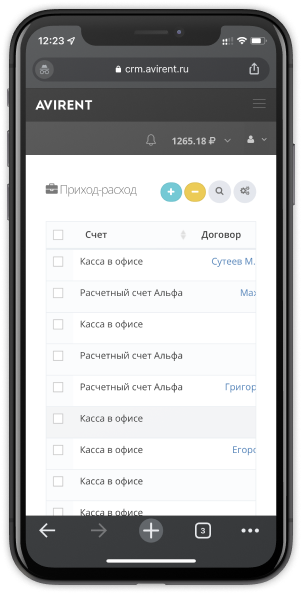 12:23
crm.avirent.ru
AVIRENT
1265.18 ₽
Приход-расход
Счет
Договор
Касса в офисе
Сутеев М.
Расчетный счет Альфа
Мах
Касса в офисе
Расчетный счет Альфа
Расчетный счет Альфа
Григор
Касса в офисе
Касса в офисе
Егоро
Касса в офисе
Касса в офисе
3